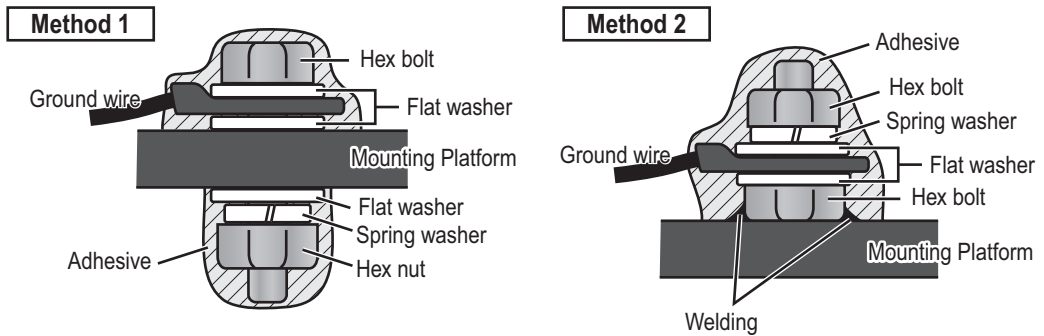 Method 1
Hex bolt
Ground wire
Flat washer
Mounting Platform
Flat washer
Spring washer
Adhesive
Hex nut
Method 2
Adhesive
Hex bolt
Spring washer
Ground wire
Flat washer
Hex bolt
Mounting Platform
Welding